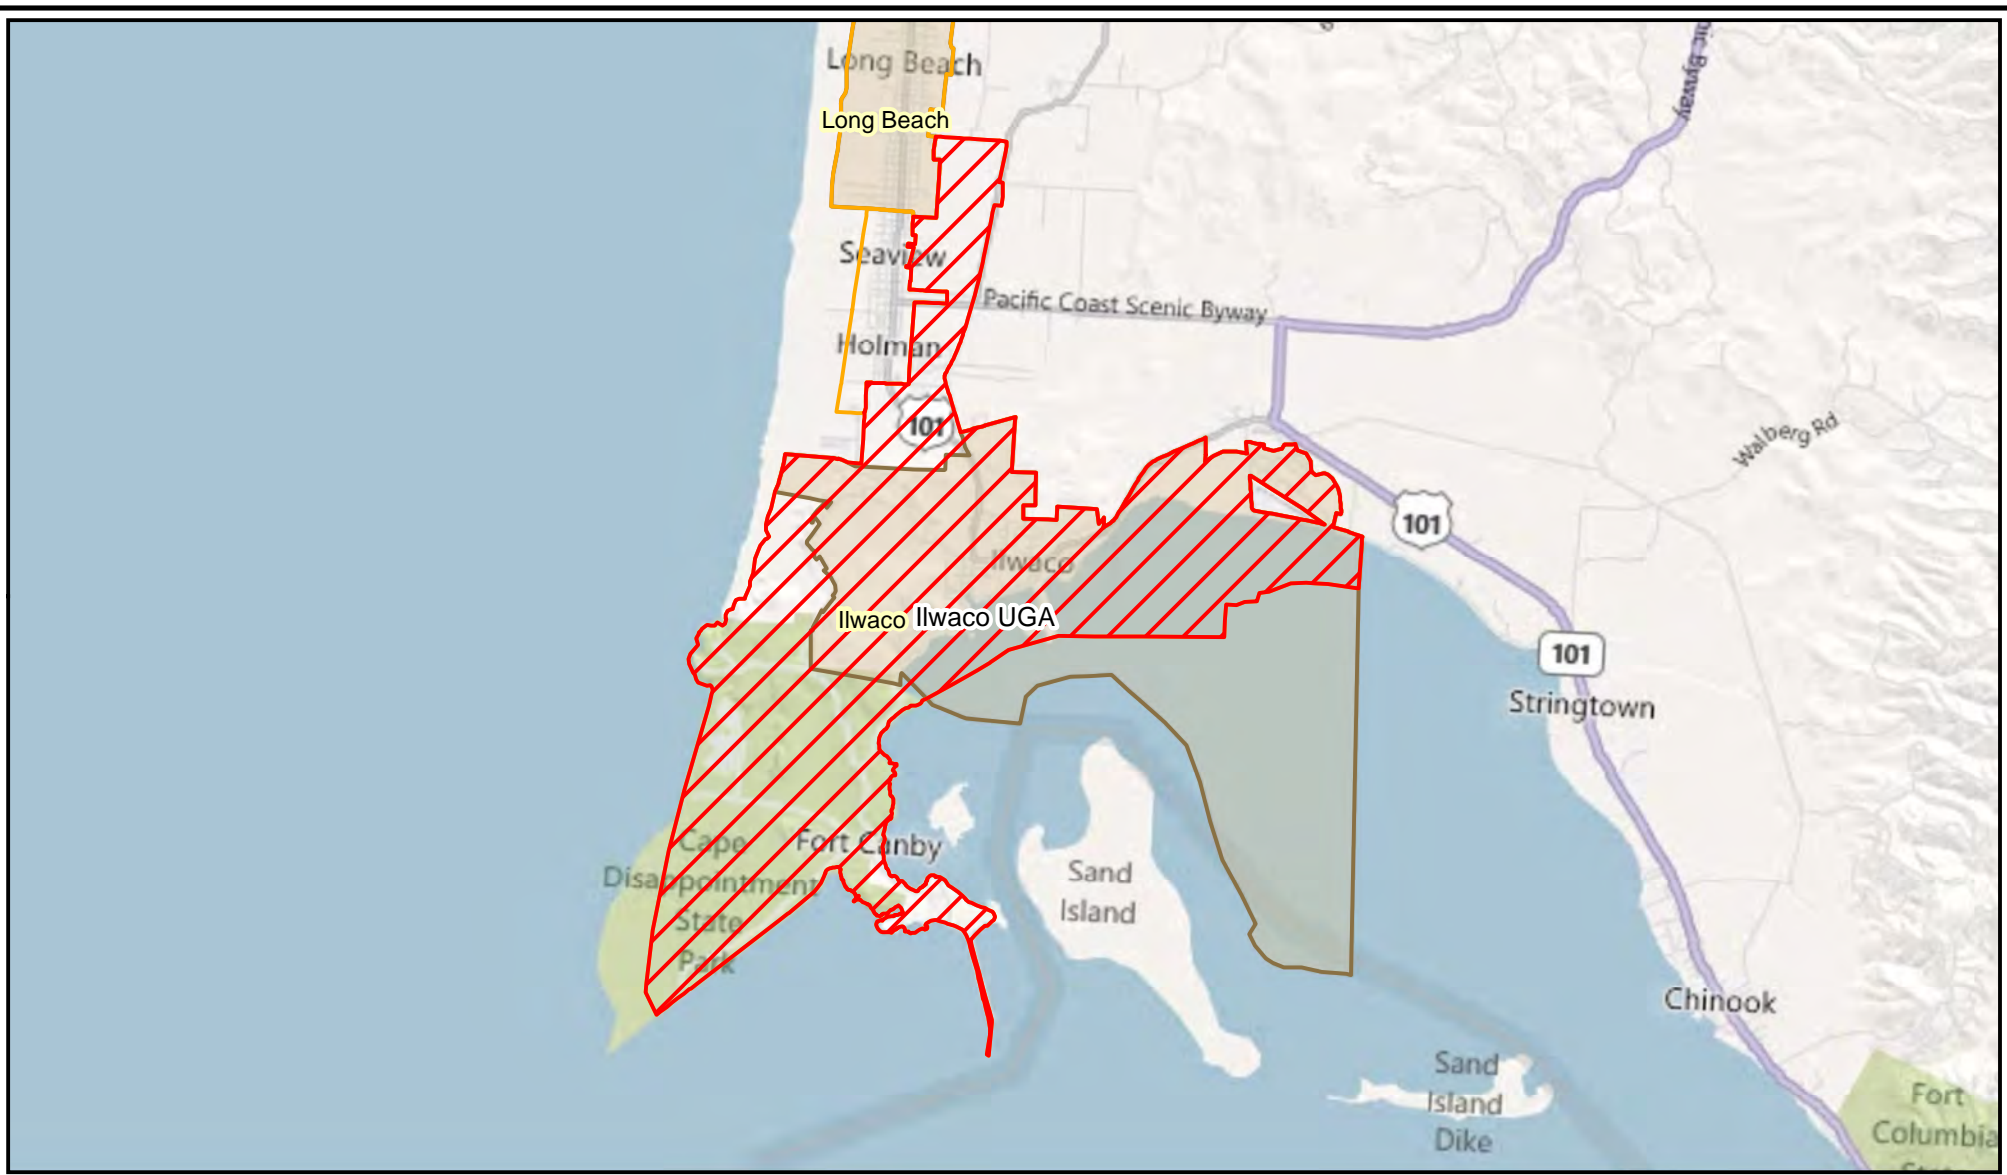 Long Beach
Long Beach
Seaview
Pacific Coast Scenic Byway
Holman
101
Walberg Rd
101
Ilwaco
Ilwaco
Ilwaco UGA
101
Stringtown
Cape
Disappointment
State
Park
Fort Canby
Sand
Island
Chinook
Sand
Island
Dike
Fort
Columbia
Byway